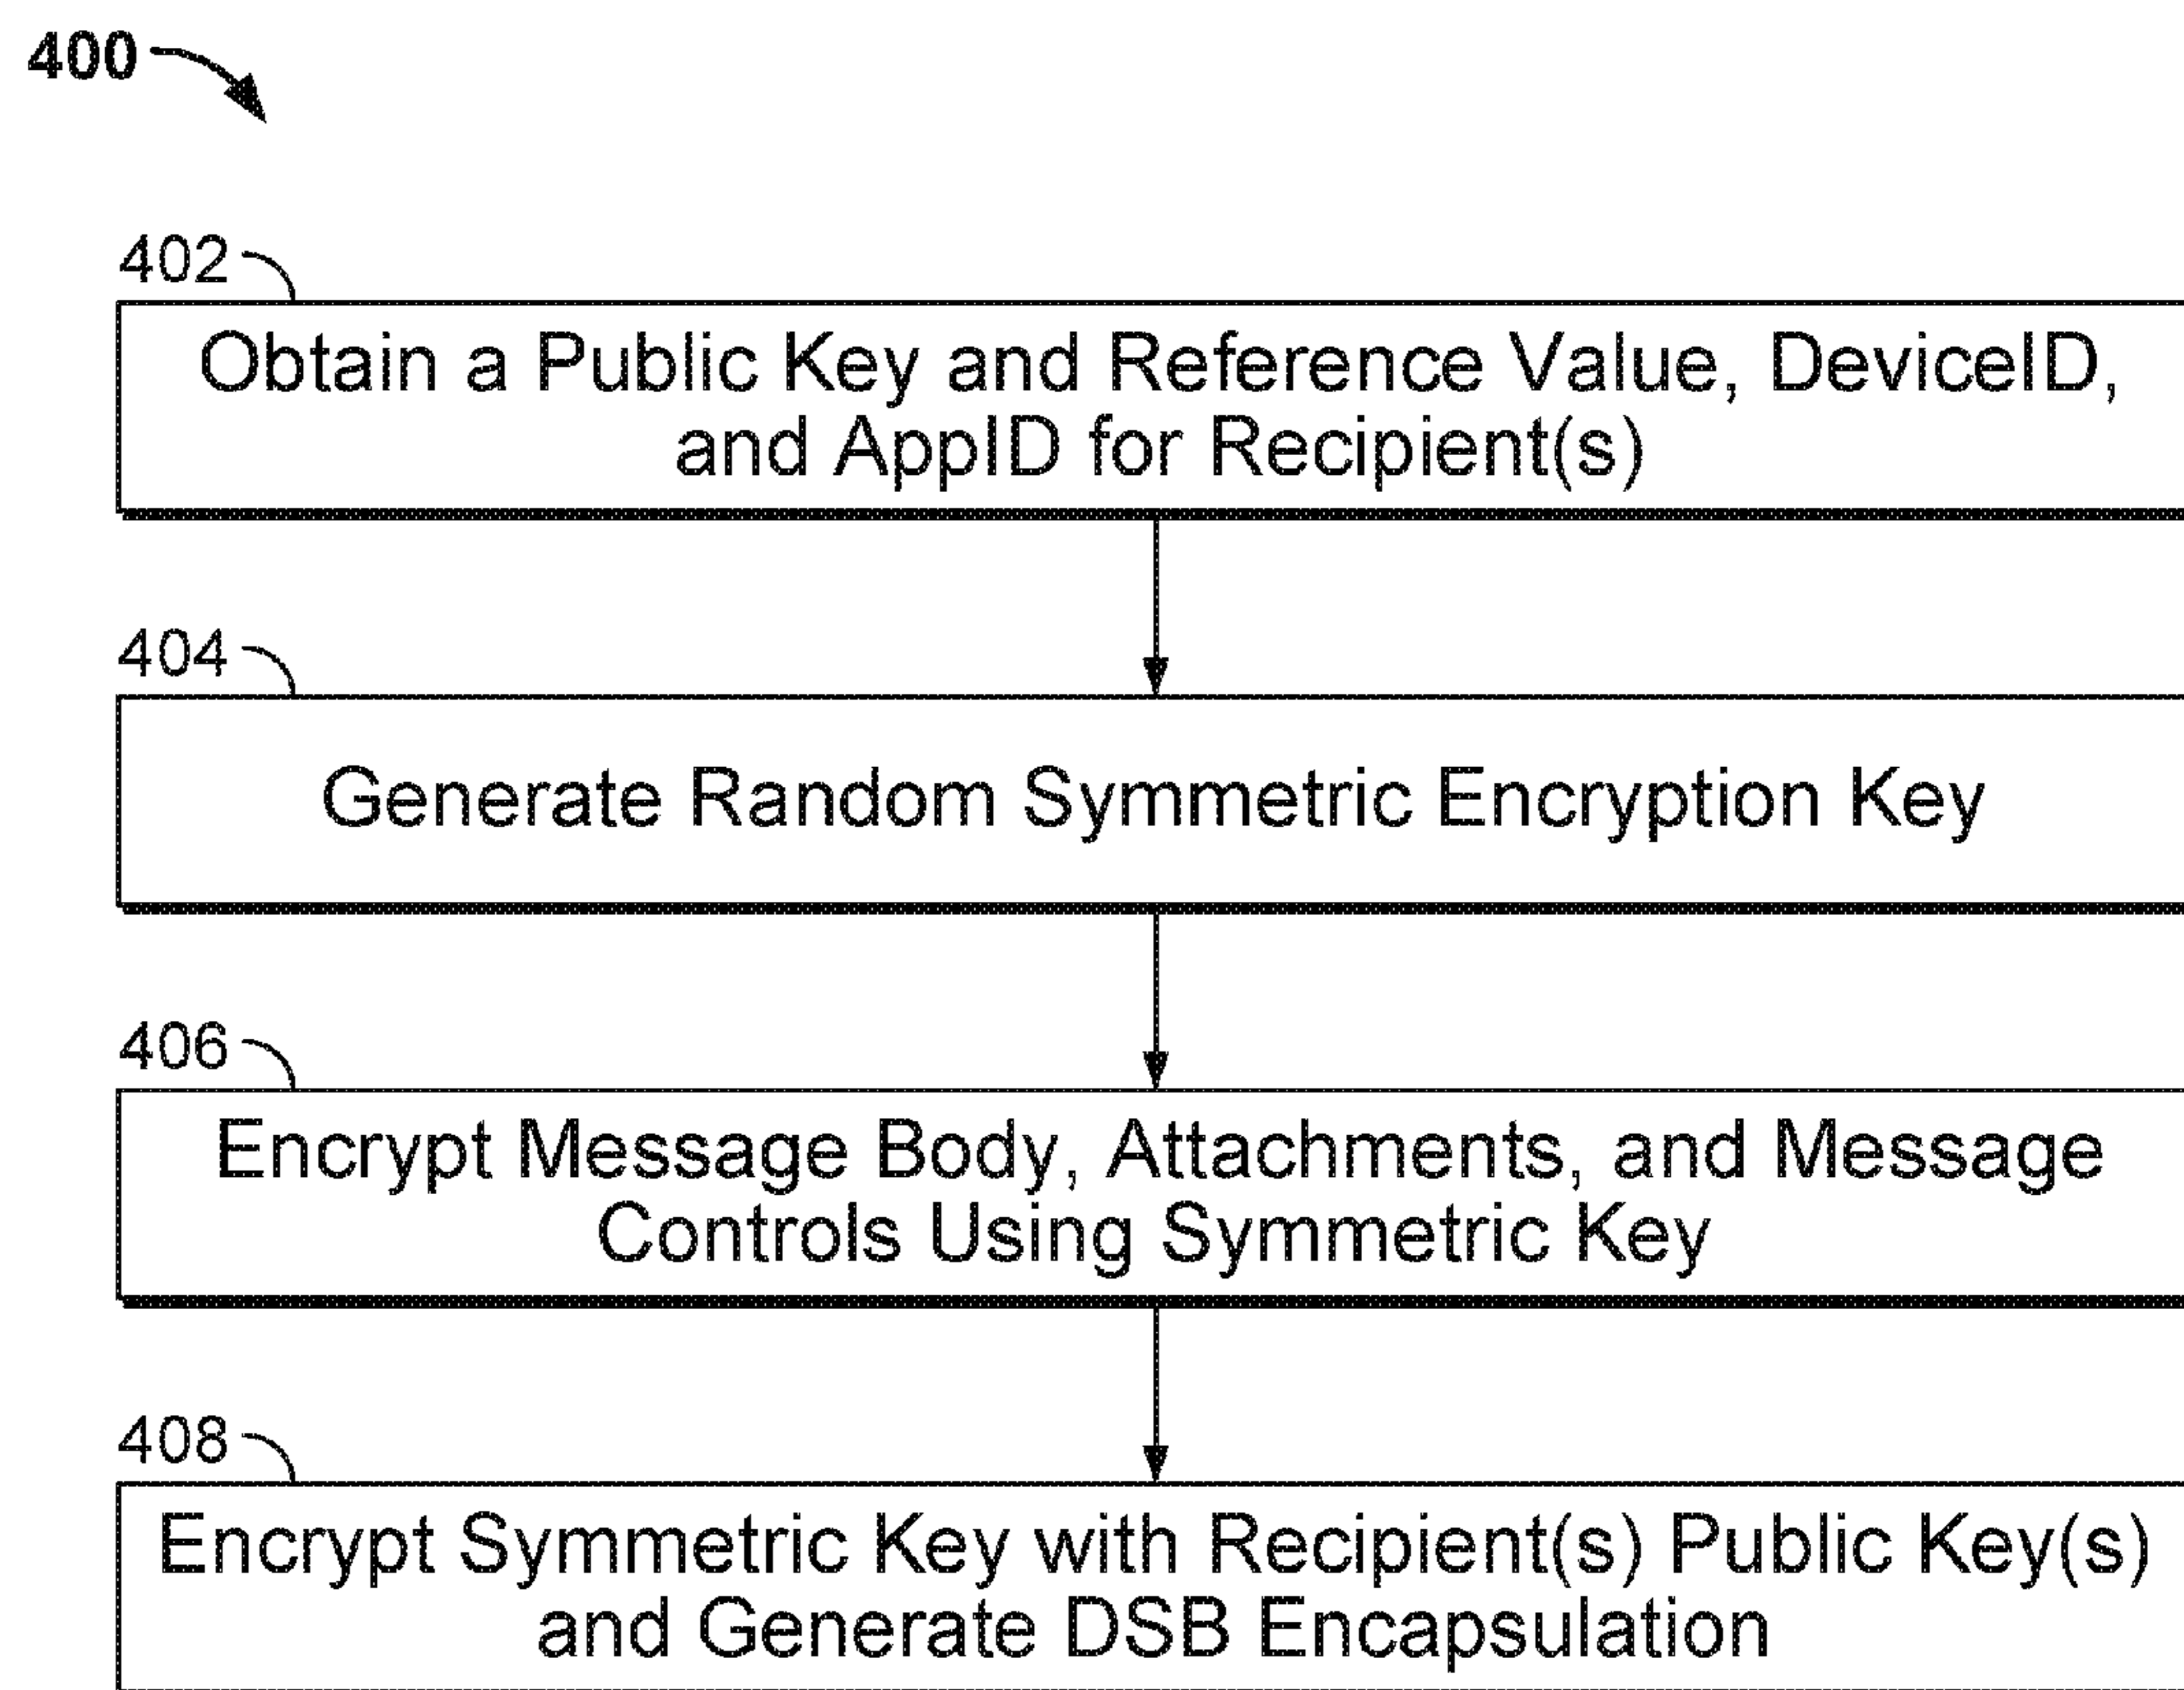 400
402
Obtain a Public Key and Reference Value, DeviceID,
and AppID for Recipient(s)
404
Generate Random Symmetric Encryption Key
406
Encrypt Message Body, Attachments, and Message
Controls Using Symmetric Key
408
Encrypt Symmetric Key with Recipient(s) Public Key(s)
and Generate DSB Encapsulation